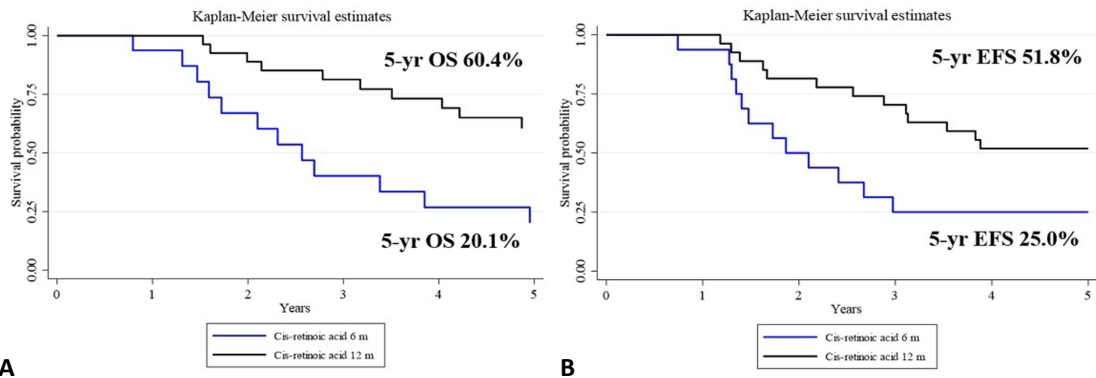 Kaplan-Meier survival estimates
Survival probability
1.00
0.75
0.50
0.25
0.00
5-yr OS 60.4%
5-yr OS 20.1%
0 1 2 3 4 5
Years
Cis-retinoic acid 6 m
Cis-retinoic acid 12 m
A
Kaplan-Meier survival estimates
Survival probability
1.00
0.75
0.50
0.25
0.00
5-yr EFS 51.8%
5-yr EFS 25.0%
0 1 2 3 4 5
Years
Cis-retinoic acid 6 m
Cis-retinoic acid 12 m
B